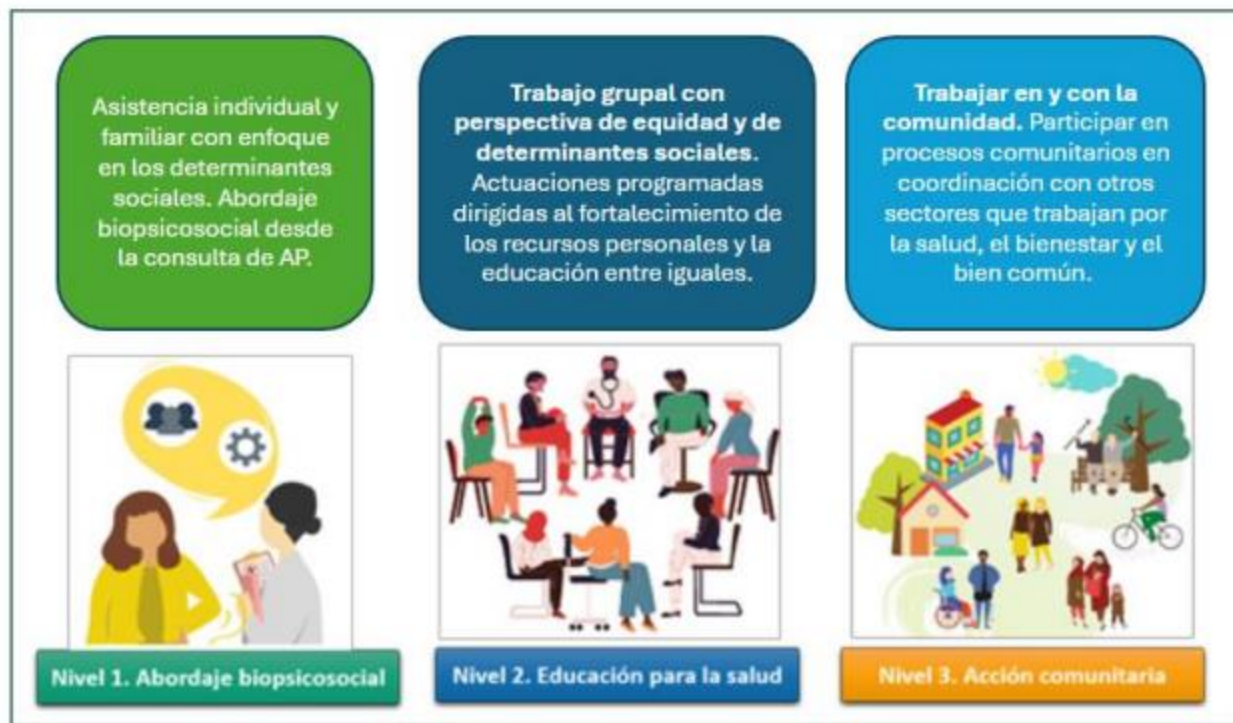 Asistencia individual y
familiar con enfoque
en los determinantes
sociales. Abordaje
biopsicosocial desde
la consulta de AP.
Trabajo grupal con
perspectiva de equidad y de
determinantes sociales.
Actuaciones programadas
dirigidas al fortalecimiento de
los recursos personales y la
educación entre iguales.
Trabajar en y con la
comunidad. Participar en
procesos comunitarios en
coordinación con otros
sectores que trabajan por
la salud, el bienestar y el
bien común.
Nivel 1. Abordaje biopsicosocial
Nivel 2. Educación para la salud
Nivel 3. Acción comunitaria